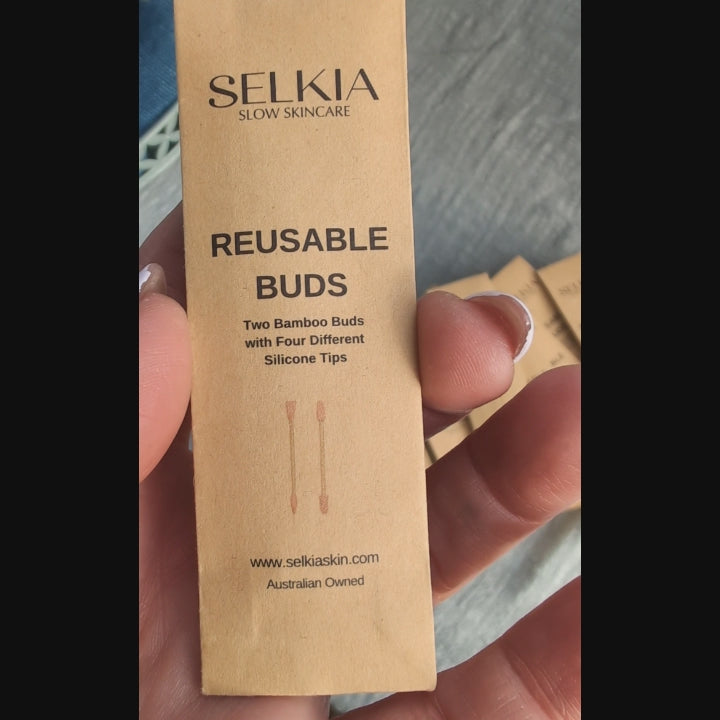 SELKIA
SLOW SKINCARE
REUSABLE
BUDS
Two Bamboo Buds
with Four Different
Silicone Tips
www.selkiaskin.com
Australian Owned